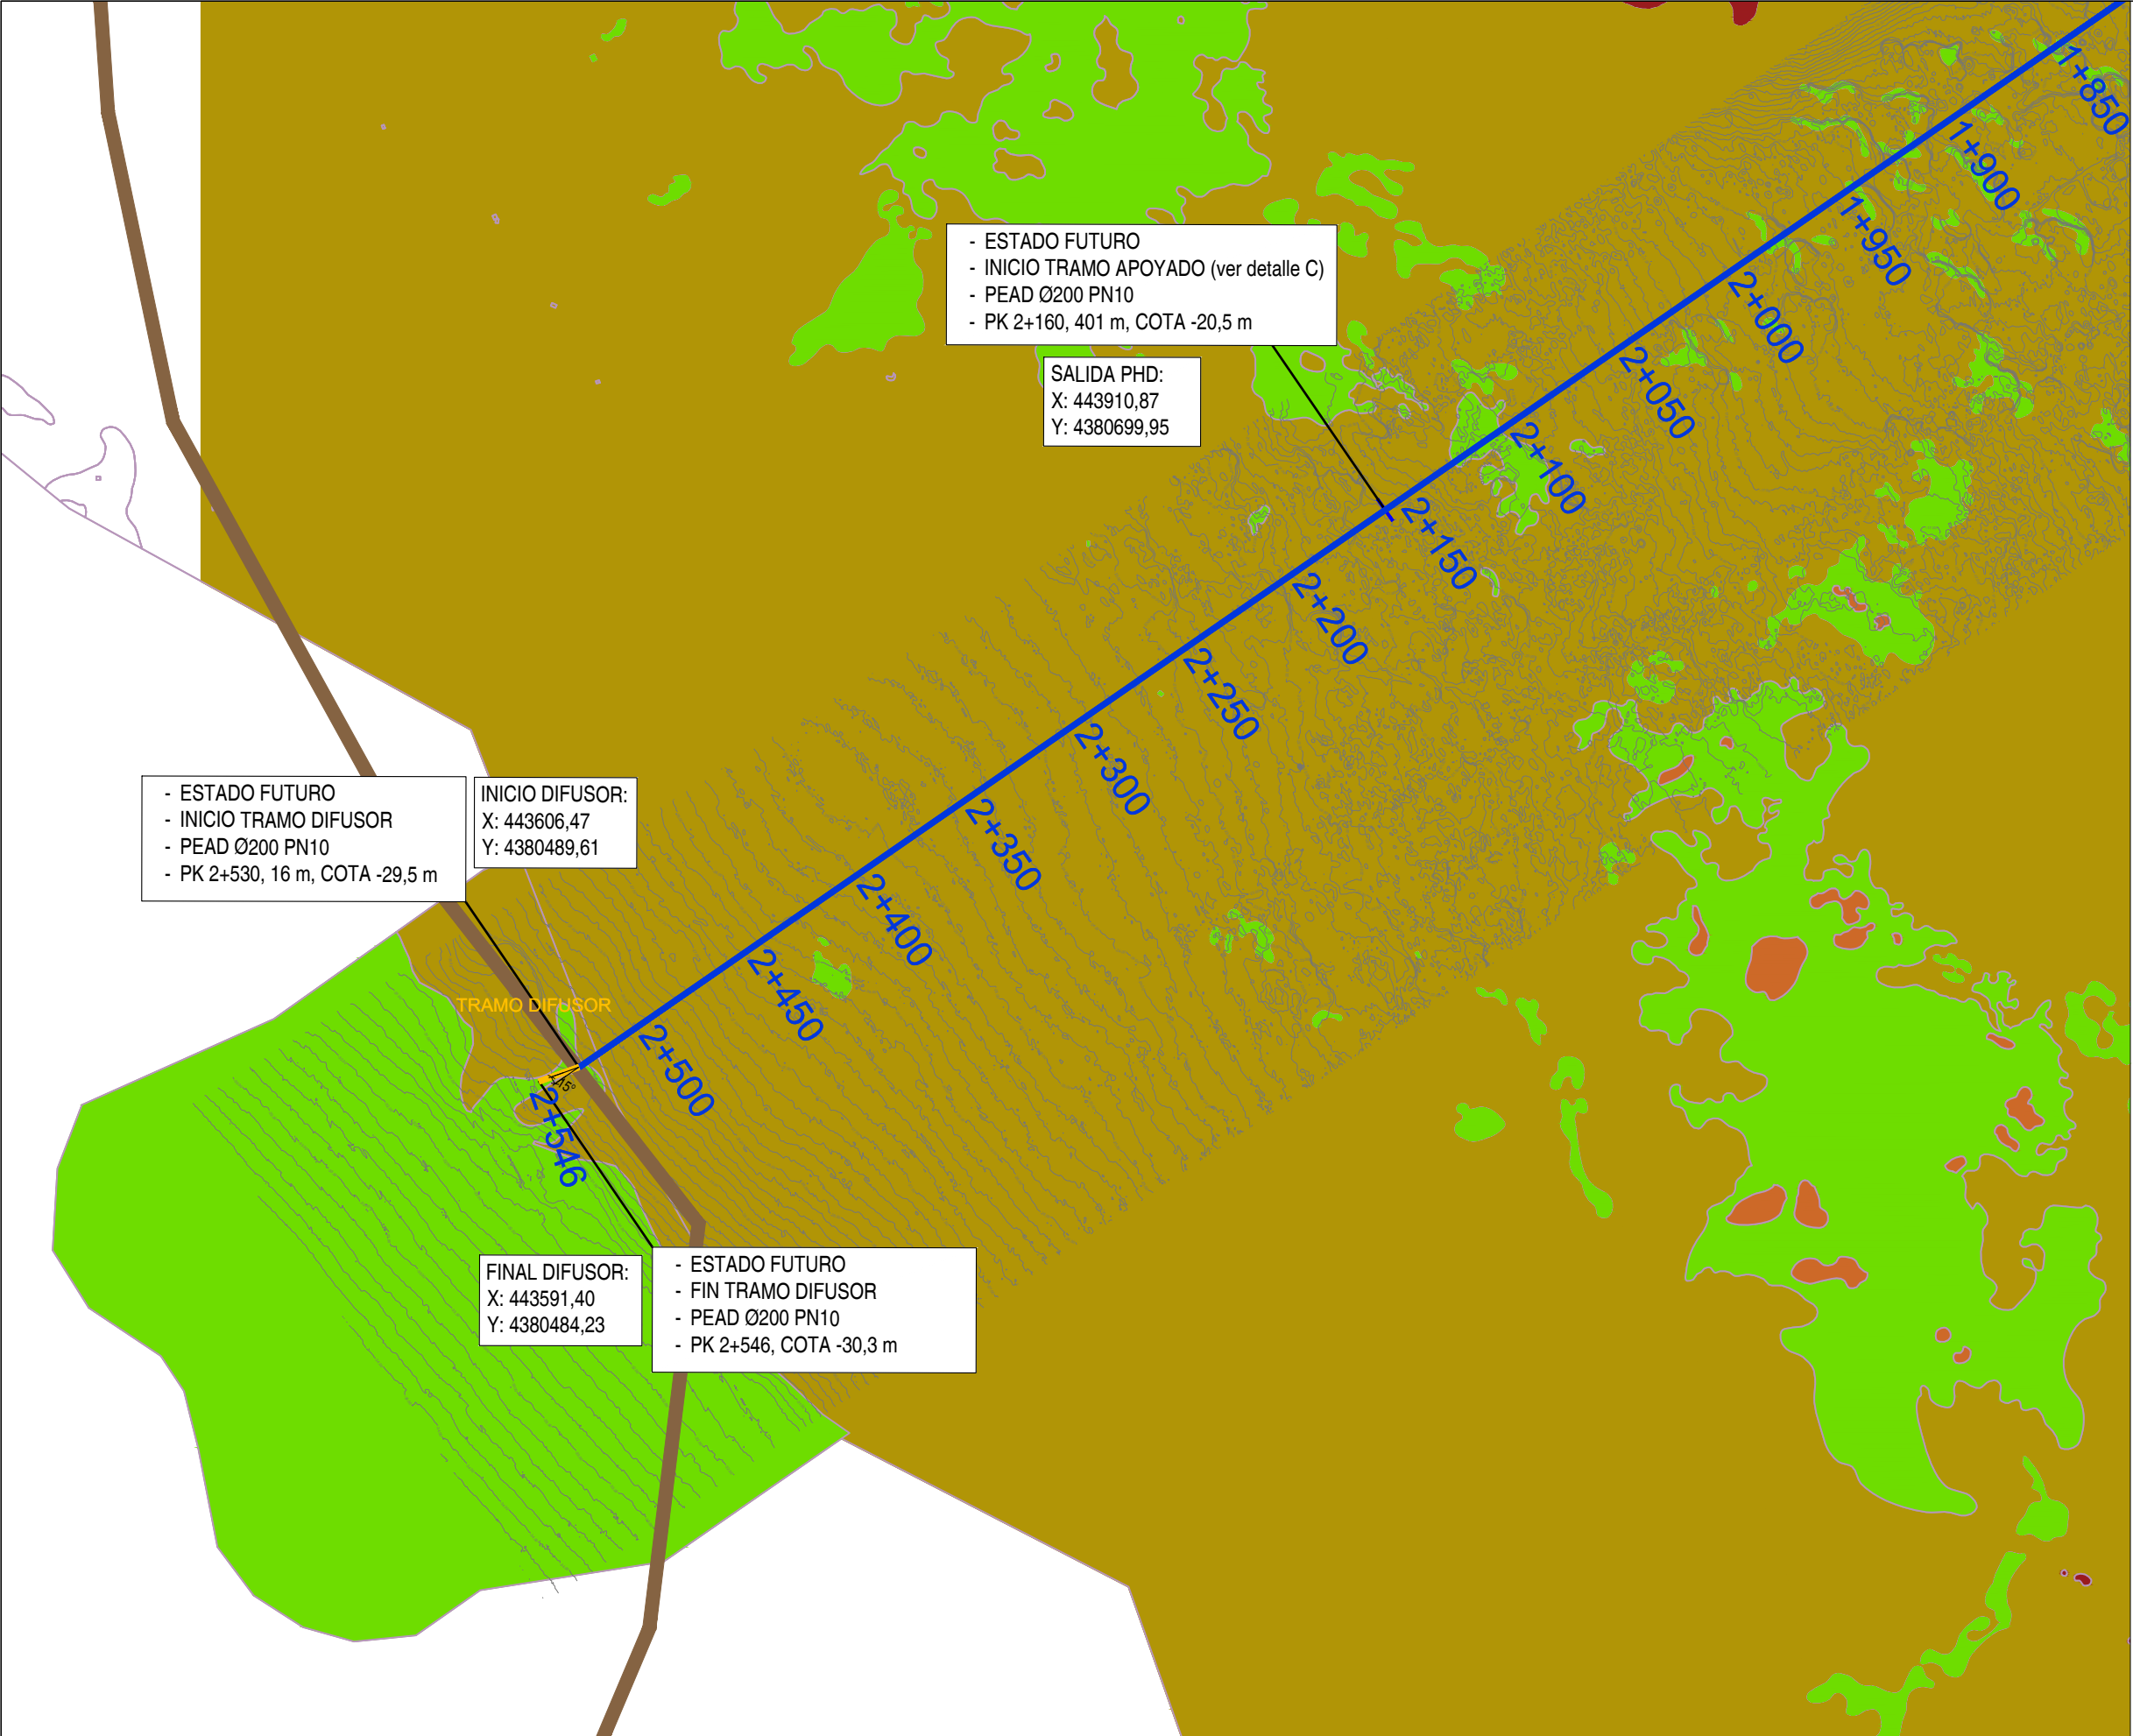 1+850
1+900
1+950
2+000
2+050
2+100
2+150
2+200
2+250
2+300
2+350
2+400
2+450
2+500
2+546
- ESTADO FUTURO
- INICIO TRAMO APOYADO (ver detalle C)
- PEAD Ø200 PN10
- PK 2+160, 401 m, COTA -20,5 m
SALIDA PHD:
X: 443910,87
Y: 4380699,95
- ESTADO FUTURO
- INICIO TRAMO DIFUSOR
- PEAD Ø200 PN10
- PK 2+530, 16 m, COTA -29,5 m
INICIO DIFUSOR:
X: 443606,47
Y: 4380489,61
TRAMO DIFUSOR
15°
FINAL DIFUSOR:
X: 443591,40
Y: 4380484,23
- ESTADO FUTURO
- FIN TRAMO DIFUSOR
- PEAD Ø200 PN10
- PK 2+546, COTA -30,3 m